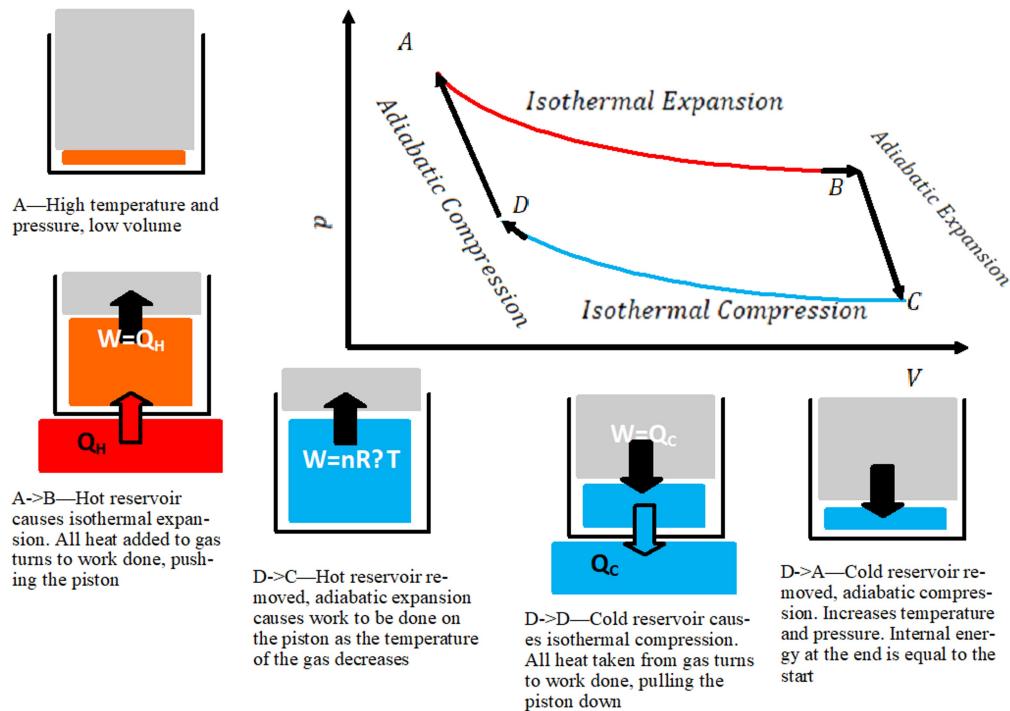 A
Isothermal Expansion
Adiabatic Compression
Adiabatic Expansion
B
D
P
Isothermal Compression
C
V
A—High temperature and
pressure, low volume
W=QH
QH
A->B—Hot reservoir
causes isothermal expan-
sion. All heat added to gas
turns to work done, push-
ing the piston
W=nR?T
D->C—Hot reservoir re-
moved, adiabatic expansion
causes work to be done on
the piston as the temperature
of the gas decreases
W=QC
QC
D->D—Cold reservoir caus-
es isothermal compression.
All heat taken from gas turns
to work done, pulling the
piston down
D->A—Cold reservoir re-
moved, adiabatic compres-
sion. Increases temperature
and pressure. Internal ener-
gy at the end is equal to the
start